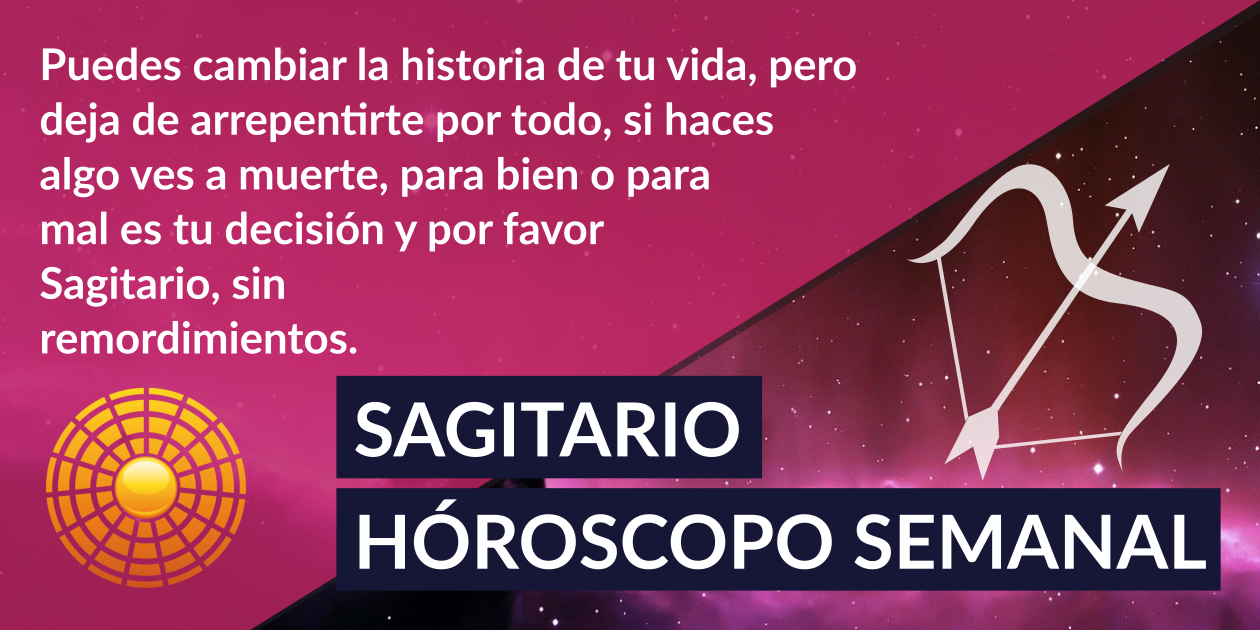 Puedes cambiar la historia de tu vida, pero
deja de arrepentirte por todo, si haces
algo ves a muerte, para bien o para
mal es tu decisión y por favor
Sagitario, sin
remordimientos.
SAGITARIO
HÓROSCOPO SEMANAL